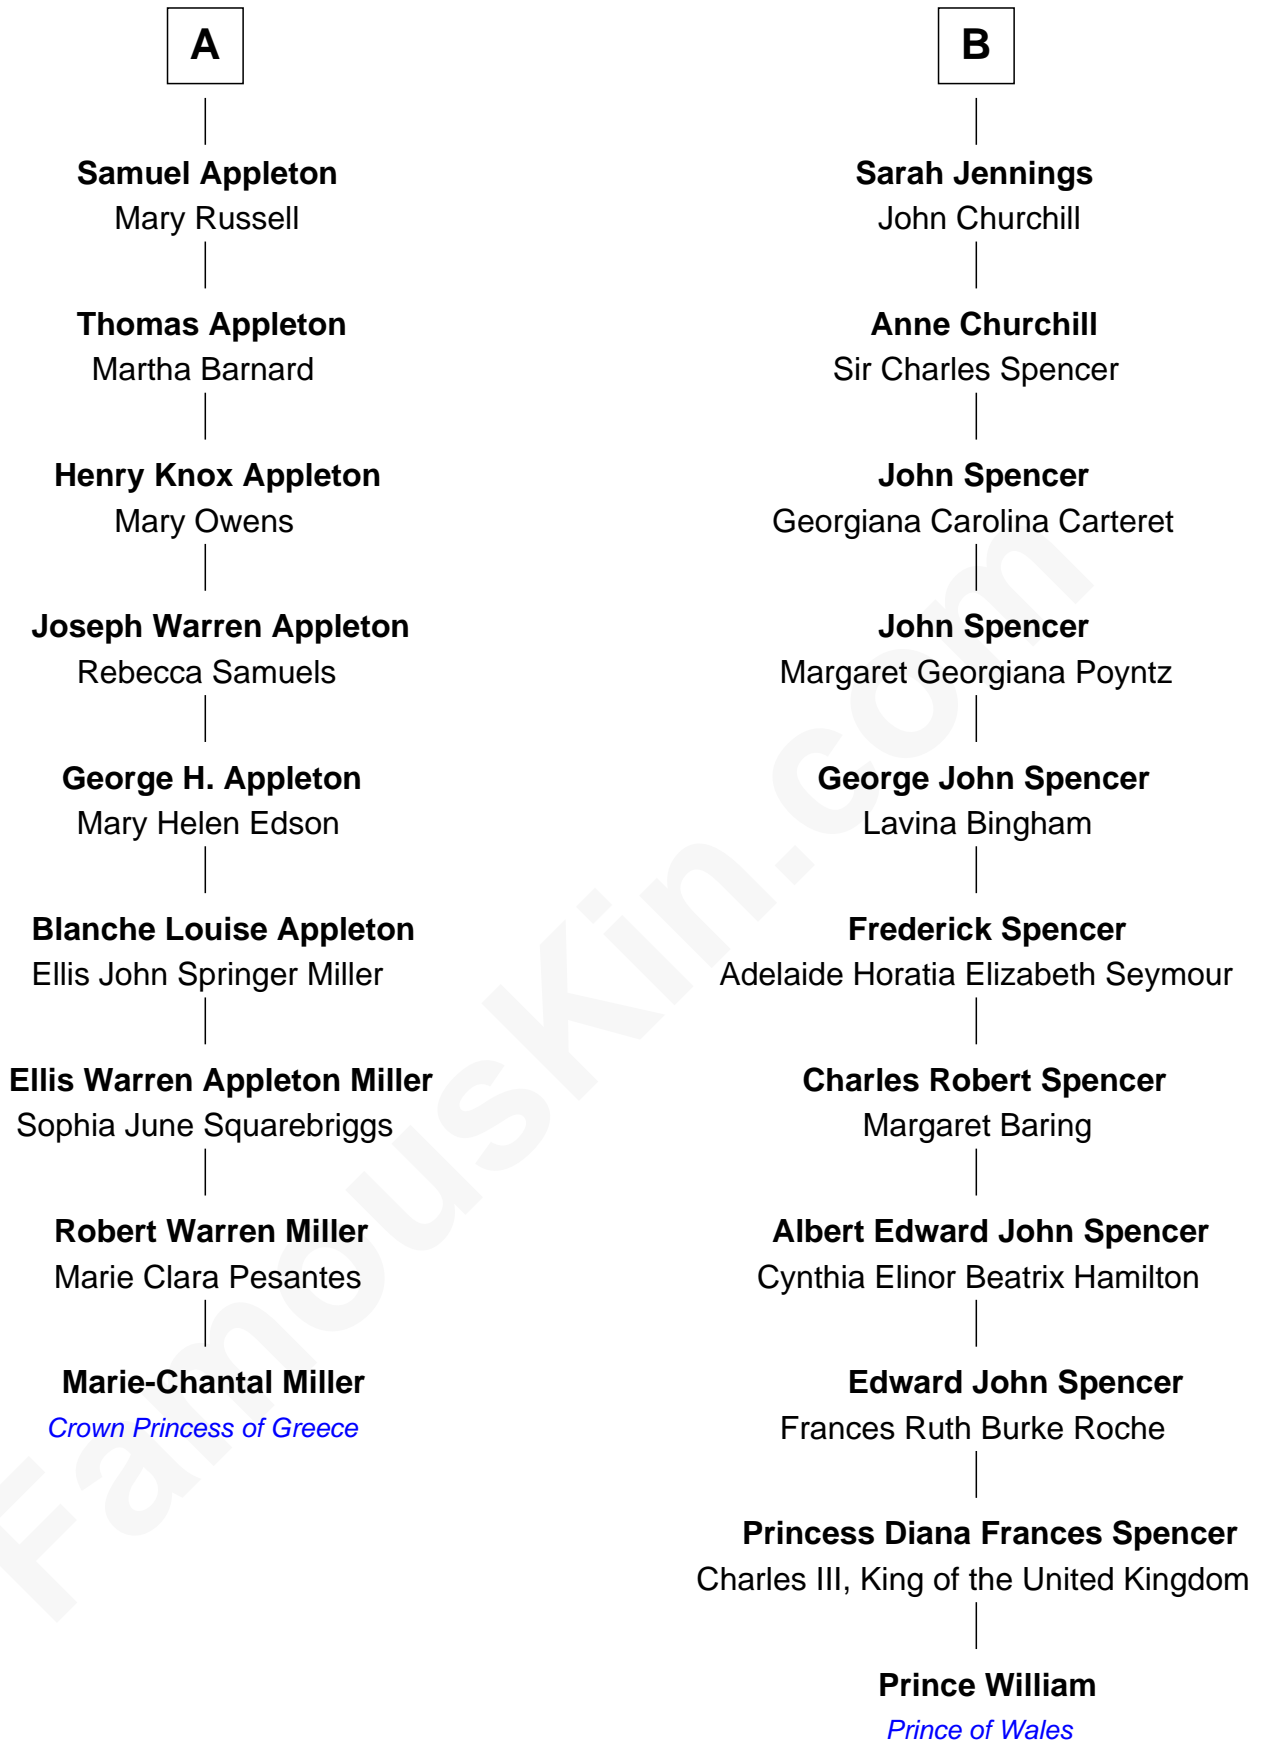 A
Samuel Appleton
Mary Russell
Thomas Appleton
Martha Barnard
Henry Knox Appleton
Mary Owens
Joseph Warren Appleton
Rebecca Samuels
George H. Appleton
Mary Helen Edson
Blanche Louise Appleton
Ellis John Springer Miller
Ellis Warren Appleton Miller
Sophia June Squarebriggs
Robert Warren Miller
Marie Clara Pesantes
Marie-Chantal Miller
Crown Princess of Greece
B
Sarah Jennings
John Churchill
Anne Churchill
Sir Charles Spencer
John Spencer
Georgiana Carolina Carteret
John Spencer
Margaret Georgiana Poyntz
George John Spencer
Lavina Bingham
Frederick Spencer
Adelaide Horatia Elizabeth Seymour
Charles Robert Spencer
Margaret Baring
Albert Edward John Spencer
Cynthia Elinor Beatrix Hamilton
Edward John Spencer
Frances Ruth Burke Roche
Princess Diana Frances Spencer
Charles III, King of the United Kingdom
Prince William
Prince of Wales
FamousKin.com